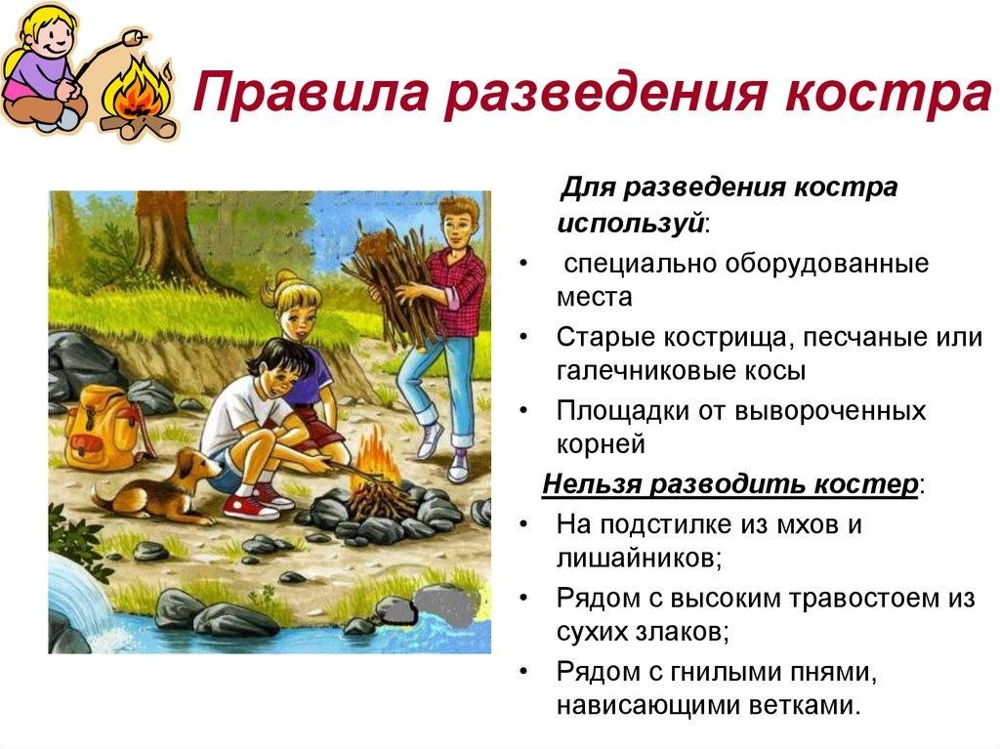 Правила разведения костра
Для разведения костра
используй:
• специально оборудованные
места
• Старые кострища, песчаные или
галечниковые косы
• Площадки от вывороченных
корней
Нельзя разводить костер:
• На подстилке из мхов и
лишайников;
• Рядом с высоким травостоем из
сухих злаков;
• Рядом с гнилыми пнями,
нависающими ветками.